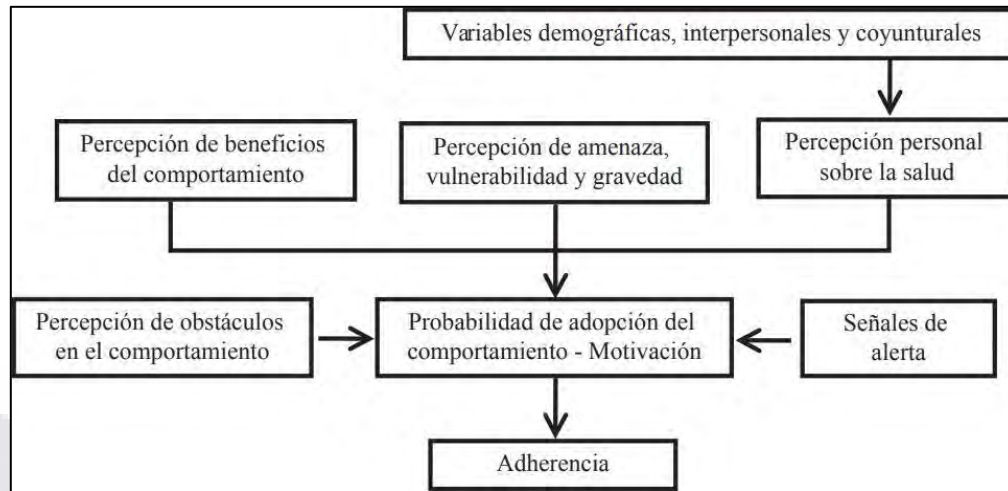 Variables demográficas, interpersonales y coyunturales
Percepción de beneficios
del comportamiento
Percepción de amenaza,
vulnerabilidad y gravedad
Percepción personal
sobre la salud
Percepción de obstáculos
en el comportamiento
Probabilidad de adopción del
comportamiento - Motivación
Señales de
alerta
Adherencia